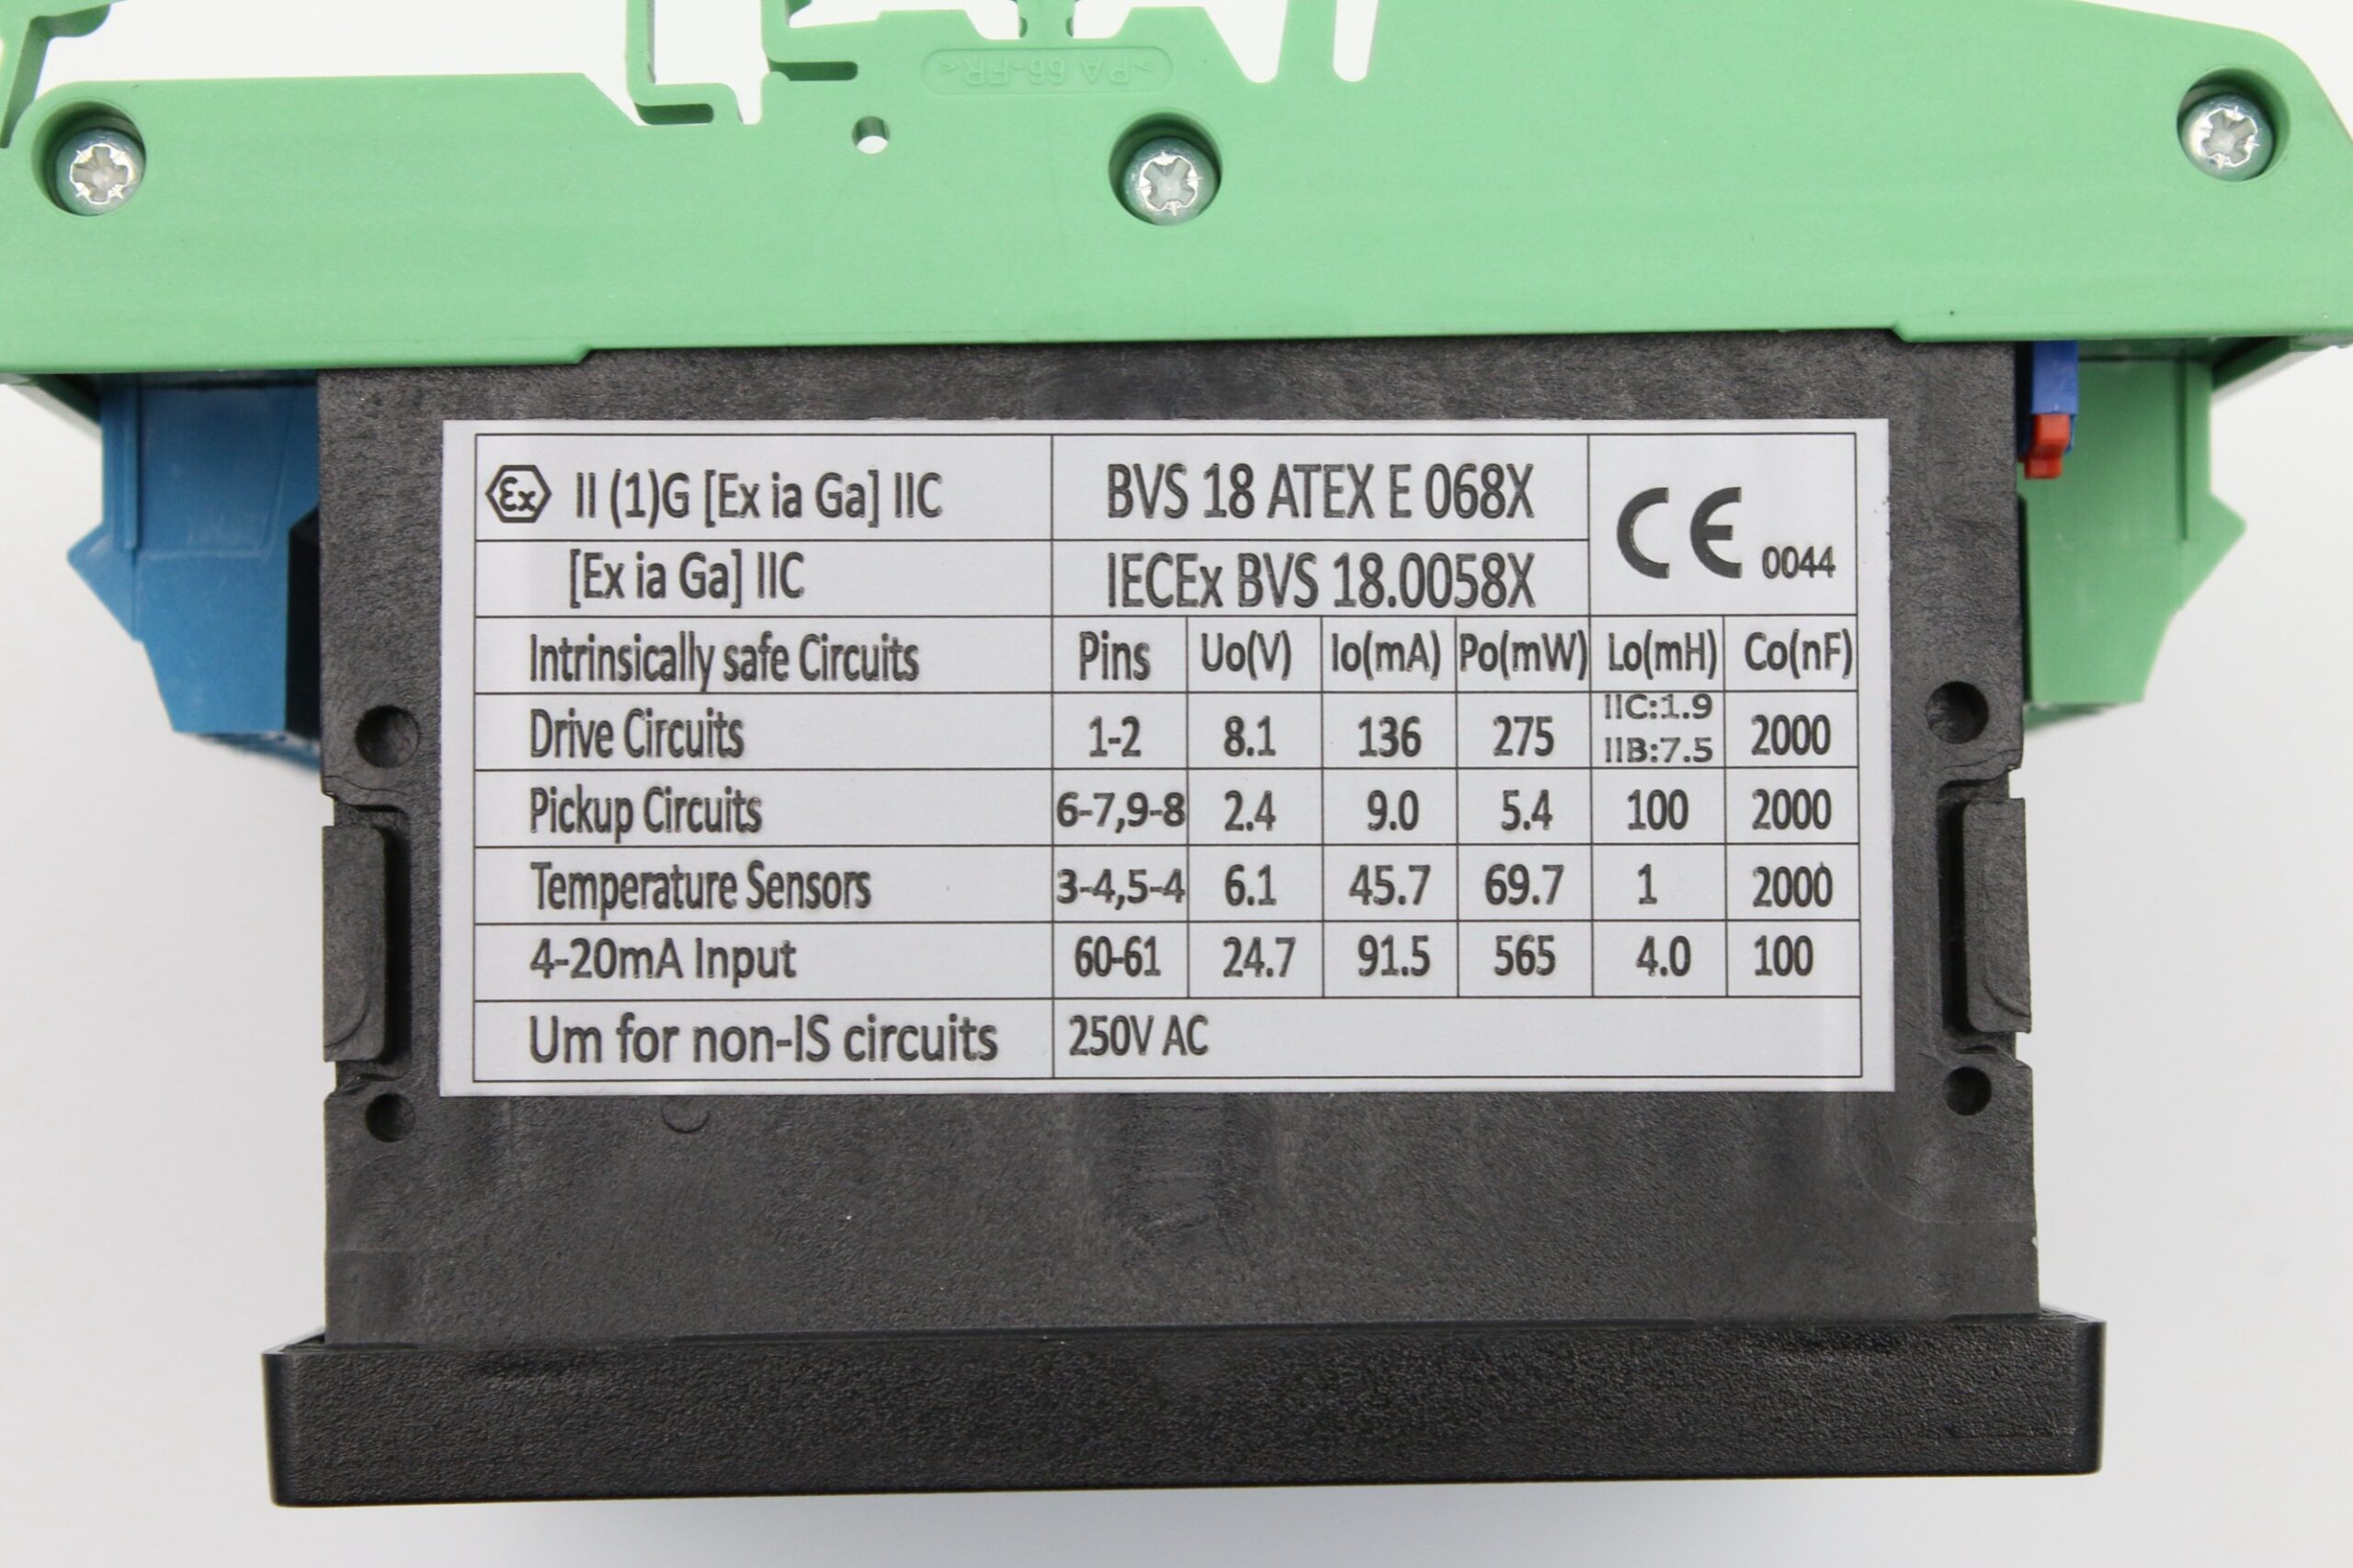 >PA 66-FR<
Ex II (1)G [Ex ia Ga] IIC BVS 18 ATEX E 068X
CE 0044
[Ex ia Ga] IIC IECEx BVS 18.0058X
Intrinsically safe Circuits Pins Uo(V) Io(mA) Po(mW) Lo(mH) Co(nF)
Drive Circuits 1-2 8.1 136 275 IIC:1.9 IIB:7.5 2000
Pickup Circuits 6-7,9-8 2.4 9.0 5.4 100 2000
Temperature Sensors 3-4,5-4 6.1 45.7 69.7 1 2000
4-20mA Input 60-61 24.7 91.5 565 4.0 100
Um for non-IS circuits 250V AC